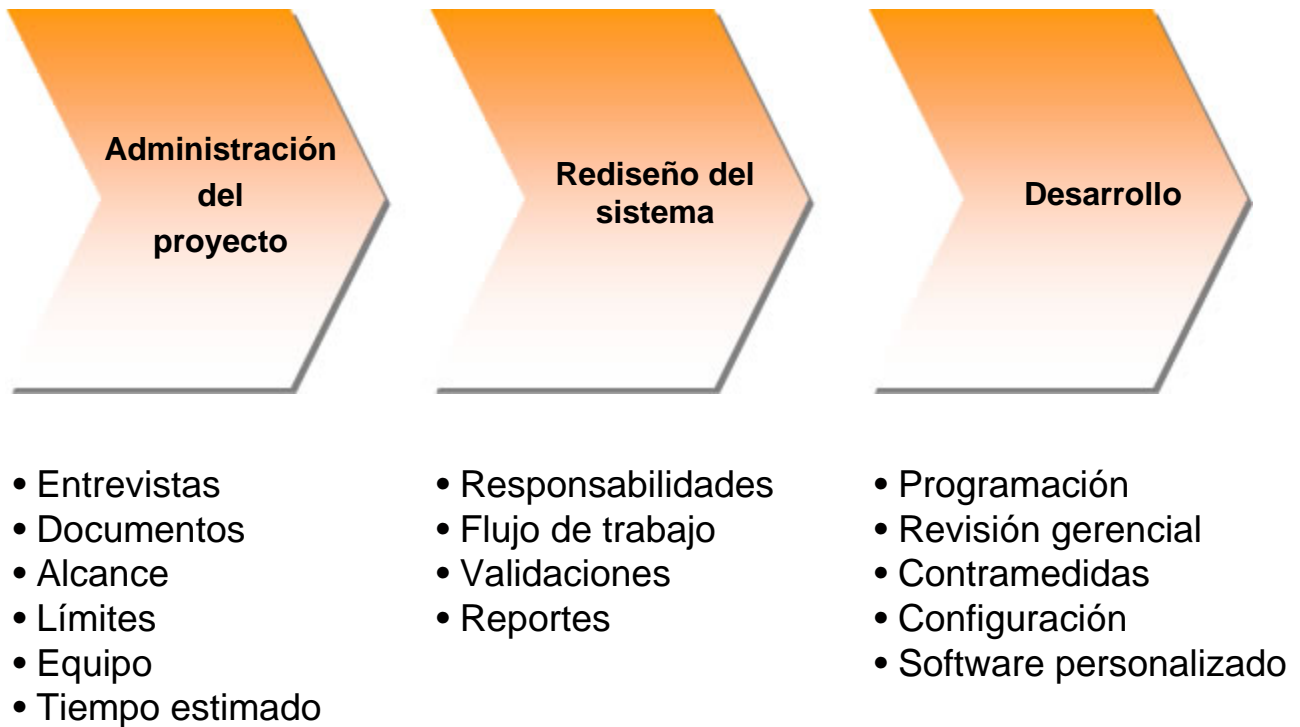 Administración
del
proyecto
Rediseño del
sistema
Desarrollo
• Entrevistas
• Documentos
• Alcance
• Límites
• Equipo
• Tiempo estimado
• Responsabilidades
• Flujo de trabajo
• Validaciones
• Reportes
• Programación
• Revisión gerencial
• Contramedidas
• Configuración
• Software personalizado